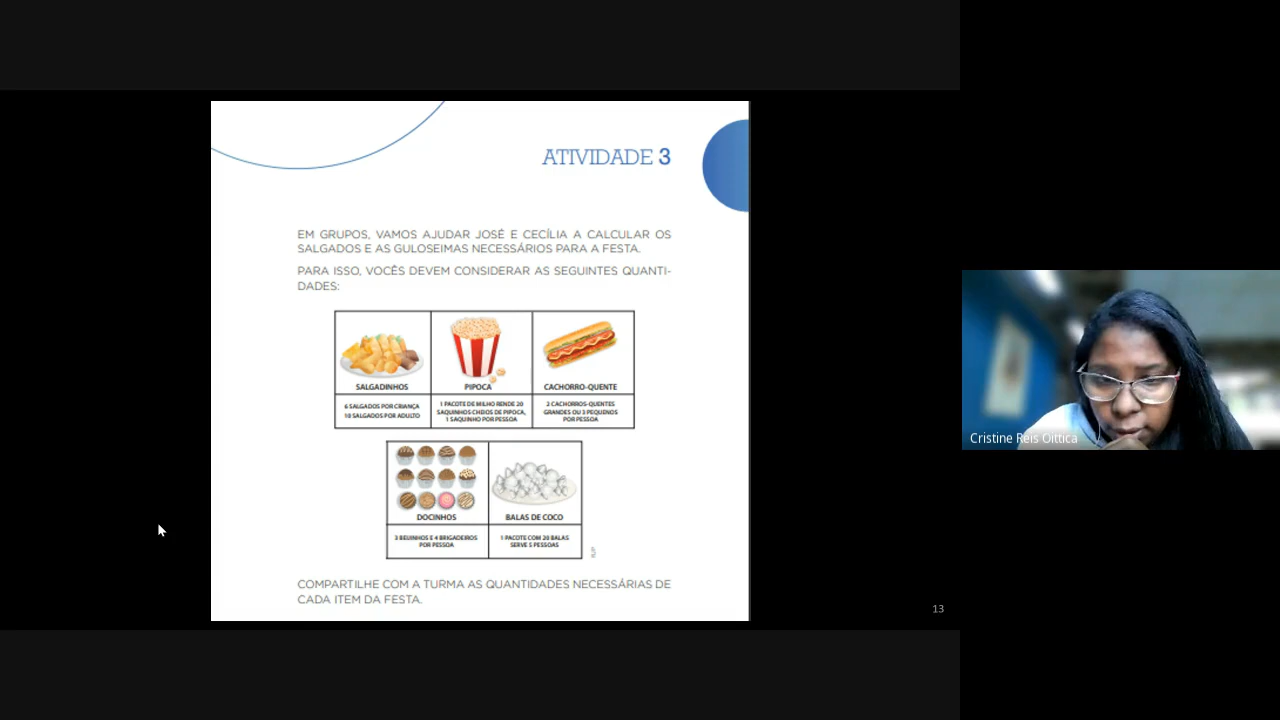 ATIVIDADE 3
EM GRUPOS, VAMOS AJUDAR JOSÉ E CECÍLIA A CALCULAR OS
SALGADOS E AS GULOSEIMAS NECESSÁRIOS PARA A FESTA.
PARA ISSO, VOCÊS DEVEM CONSIDERAR AS SEGUINTES QUANTI-
DADES:
SALGADINHOS
6 SALGADOS POR CRIANÇA
10 SALGADOS POR ADULTO
PIPOCA
1 PACOTE DE MILHO RENDE 20
SAQUINHOS CHEIOS DE PIPOCA,
1 SAQUINHO POR PESSOA
CACHORRO-QUENTE
2 CACHORROS-QUENTES
GRANDES OU 3 PEQUENOS
POR PESSOA
DOCINHOS
3 BEIJINHOS E 4 BRIGADEIROS
POR PESSOA
BALAS DE COCO
1 PACOTE COM 20 BALAS
SERVE 5 PESSOAS
COMPARTILHE COM A TURMA AS QUANTIDADES NECESSÁRIAS DE
CADA ITEM DA FESTA.
13
Cristine Reis Oittica